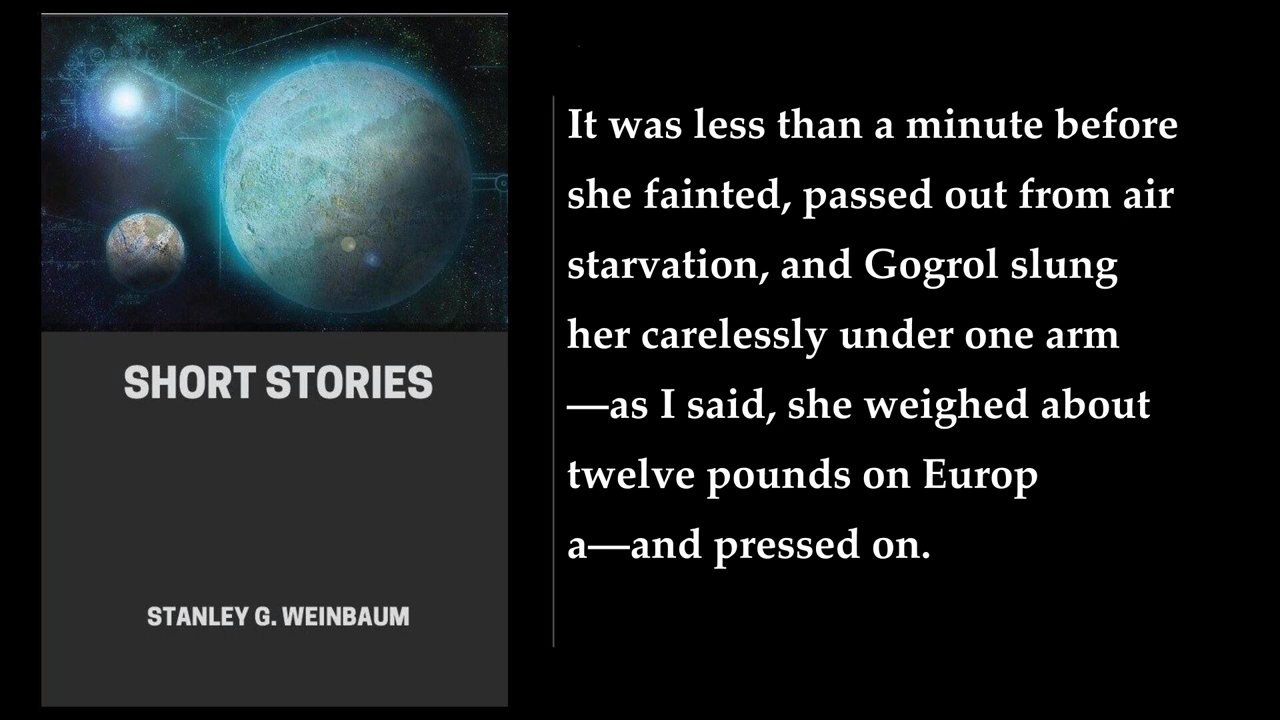 SHORT STORIES
STANLEY G. WEINBAUM
It was less than a minute before
she fainted, passed out from air
starvation, and Gogrol slung
her carelessly under one arm
—as I said, she weighed about
twelve pounds on Europ
a—and pressed on.